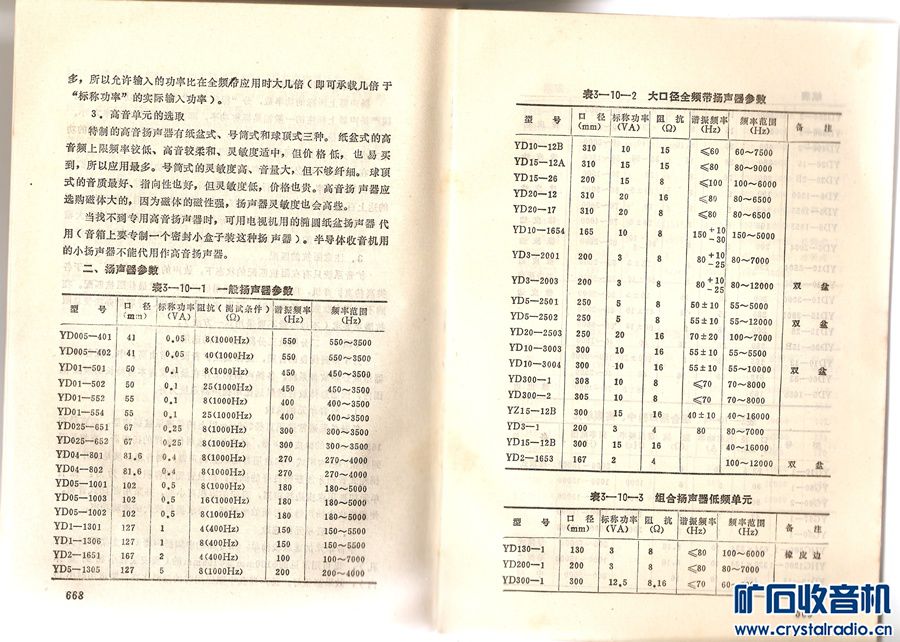 多，所以允许输入的功率比在全频带应用时大几倍（即可承载几倍于
“标称功率”的实际输入功率）。
3．高音单元的选取
特制的高音扬声器有纸盆式、号筒式和球顶式三种。纸盆式的高
音频上限频率较低、高音较柔和、灵敏度适中，但价格低，也易买
到，所以应用最多。号筒式的灵敏度高、音量大，但不够纤细。球顶
式的音质最好、指向性也好，但灵敏度低，价格也贵。高音扬声器应
选购磁体大的，因为磁体的磁性强，扬声器灵敏度也会高些。
当找不到专用高音扬声器时，可用电视机用的椭圆纸盆扬声器代
用（音箱上要专制一个密封小盒子装这种扬声器）。半导体收音机用
的小扬声器不能代用作高音扬声器。
二、扬声器参数
表3—10—1 一般扬声器参数
型 号 口 径(mm) 标称功率(VA) 阻抗（测试条件）(Ω) 谐振频率(Hz) 频率范围(Hz)
YD005—401 41 0.05 8(1000Hz) 550 550～3500
YD005—402 41 0.05 40(1000Hz) 550 550～3500
YD01—501 50 0.1 8(1000Hz) 450 450～3500
YD01—502 50 0.1 25(1000Hz) 450 450～3500
YD01—552 55 0.1 8(1000Hz) 400 400～3500
YD01—554 55 0.1 25(1000Hz) 400 400～3500
YD025—651 67 0.25 8(1000Hz) 300 300～3500
YD025—652 67 0.25 8(1000Hz) 300 300～3500
YD04—801 81.6 0.4 8(1000Hz) 270 270～4000
YD04—802 81.6 0.4 8(1000Hz) 270 270～4000
YD05—1001 102 0.5 8(1000Hz) 180 180～5000
YD05—1003 102 0.5 16(1000Hz) 180 180～5000
YD05—1002 102 0.5 8(1000Hz) 180 180～5000
YD1—1301 127 1 4(400Hz) 150 150～5500
YD1—1306 127 1 8(400Hz) 150 150～5500
YD2—1651 167 2 4(400Hz) 100 100～7000
YD5—1305 127 5 8(1000Hz) 200 200～4000
668
表3—10—2 大口径全频带扬声器参数
型 号 口 径(mm) 标称功率(VA) 阻 抗(Ω) 谐振频率(Hz) 频率范围(Hz) 备 注
YD10—12B 310 10 15 ≤60 60～7500
YD15—12A 310 15 15 ≤80 80～9000
YD15—26 200 15 8 ≤100 100～6000
YD20—12 310 20 16 ≤80 80～6500
YD20—17 310 20 8 ≤80 80～6500
YD10—1654 165 10 8 150 +10 −30 150～5000
YD3—2001 200 3 8 80 +10 −25 80～7000
YD3—2003 200 3 8 80 +10 −25 80～12000 双 盆
YD5—2501 250 5 8 50±10 55～5000
YD5—2502 250 5 8 55±10 55～12000 双 盆
YD20—2503 250 20 16 70±20 100～7000
YD10—3003 300 10 16 55±10 55～5500
YD10—3004 300 10 16 55±10 55～10000 双 盆
YD300—1 308 10 8 ≤70 70～8000
YD300—2 305 10 8 ≤70 70～8000
YZ15—12B 300 15 16 40±10 40～16000
YD3—1 200 3 4 80 80～7000
YD15—12B 300 15 16 40～16000
YD2—1653 167 2 4 100～12000 双 盆
表3—10—3 组合扬声器低频单元
型 号 口 径(mm) 标称功率(VA) 阻 抗(Ω) 谐振频率(Hz) 频率范围(Hz) 备 注
YD130—1 130 3 8 ≤80 100～6000 橡皮边
YD200—1 200 3 8 ≤80 80～7000
YD300—1 300 12.5 8,16 ≤70
矿石收音机
www.crystalradio.cn